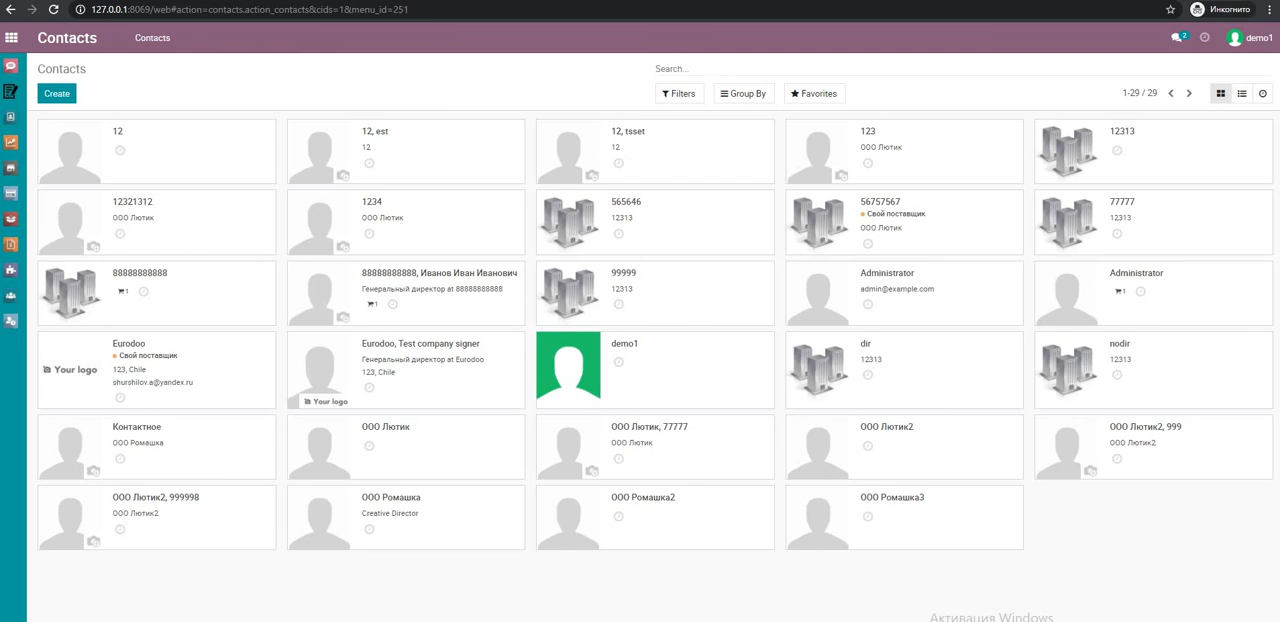 127.0.0.1:8069/web#action=contacts.action_contacts&cids=1&menu_id=251
Инкогнито
Contacts
Contacts
2
demo1
Contacts
Search...
Create
Filters
Group By
Favorites
1-29 / 29
12
12, est
12
12, tsset
12
123
ООО Лютик
12313
12321312
ООО Лютик
1234
ООО Лютик
565646
12313
56757567
Свой поставщик
ООО Лютик
77777
12313
88888888888
1
88888888888, Иванов Иван Иванович
Генеральный директор at 88888888888
1
99999
12313
Administrator
admin@example.com
Administrator
1
Eurodoo
Свой поставщик
123, Chile
shurshilov.a@yandex.ru
Your logo
Eurodoo, Test company signer
Генеральный директор at Eurodoo
123, Chile
Your logo
demo1
dir
12313
nodir
12313
Контактное
ООО Ромашка
ООО Лютик
ООО Лютик, 77777
ООО Лютик
ООО Лютик2
ООО Лютик2, 999
ООО Лютик2
ООО Лютик2, 999998
ООО Лютик2
ООО Ромашка
Creative Director
ООО Ромашка2
ООО Ромашка3
Активация Windows